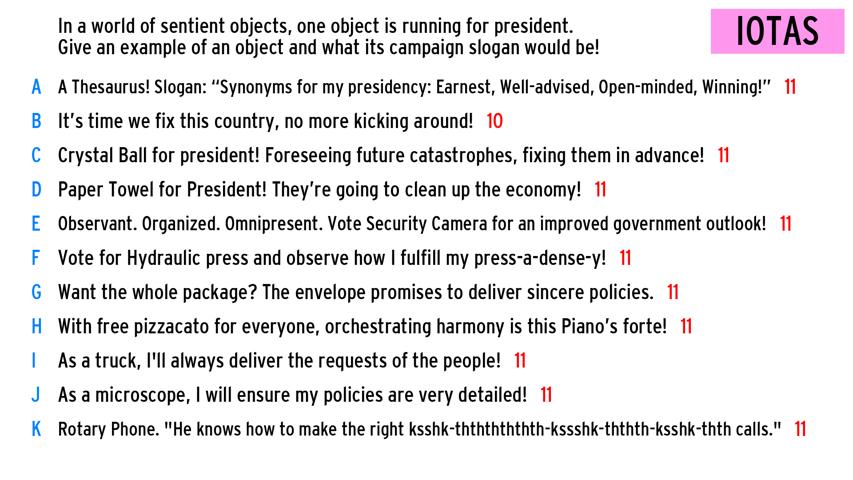 In a world of sentient objects, one object is running for president.
Give an example of an object and what its campaign slogan would be!
IOTAS
A A Thesaurus! Slogan: “Synonyms for my presidency: Earnest, Well-advised, Open-minded, Winning!” 11
B It’s time we fix this country, no more kicking around! 10
C Crystal Ball for president! Foreseeing future catastrophes, fixing them in advance! 11
D Paper Towel for President! They’re going to clean up the economy! 11
E Observant. Organized. Omnipresent. Vote Security Camera for an improved government outlook! 11
F Vote for Hydraulic press and observe how I fulfill my press-a-dense-y! 11
G Want the whole package? The envelope promises to deliver sincere policies. 11
H With free pizzacato for everyone, orchestrating harmony is this Piano’s forte! 11
I As a truck, I'll always deliver the requests of the people! 11
J As a microscope, I will ensure my policies are very detailed! 11
K Rotary Phone. "He knows how to make the right ksshk-thththththth-kssshk-ththth-ksshk-thth calls." 11